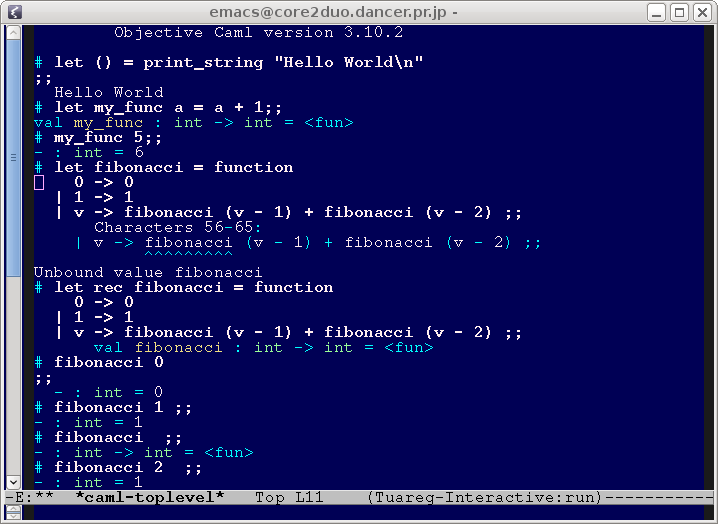 emacs@core2duo.dancer.pr.jp -
        Objective Caml version 3.10.2
# let () = print_string "Hello World\n"
;;
  Hello World
# let my_func a = a + 1;;
val my_func : int -> int = <fun>
# my_func 5;;
- : int = 6
# let fibonacci = function
    0 -> 0
  | 1 -> 1
  | v -> fibonacci (v - 1) + fibonacci (v - 2) ;;
      Characters 56-65:
    | v -> fibonacci (v - 1) + fibonacci (v - 2) ;;
           ^^^^^^^^^
Unbound value fibonacci
# let rec fibonacci = function
    0 -> 0
  | 1 -> 1
  | v -> fibonacci (v - 1) + fibonacci (v - 2) ;;
      val fibonacci : int -> int = <fun>
# fibonacci 0
;;
  - : int = 0
# fibonacci 1 ;;
- : int = 1
# fibonacci  ;;
- : int -> int = <fun>
# fibonacci 2  ;;
- : int = 1
-E:**  *caml-toplevel*   Top L11    (Tuareg-Interactive:run)-----------